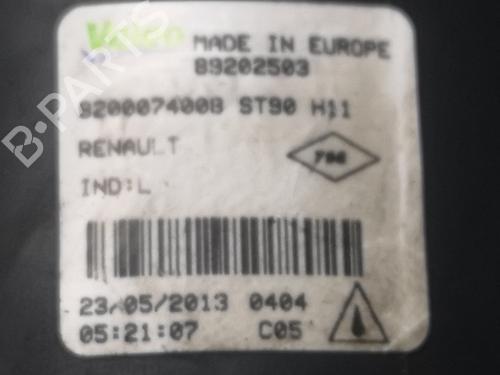 Valeo MADE IN EUROPE
89202503
8200074008 ST90 H11
RENAULT
IND:L
23/05/2013 0404
05:21:07 C05
B-PARTS